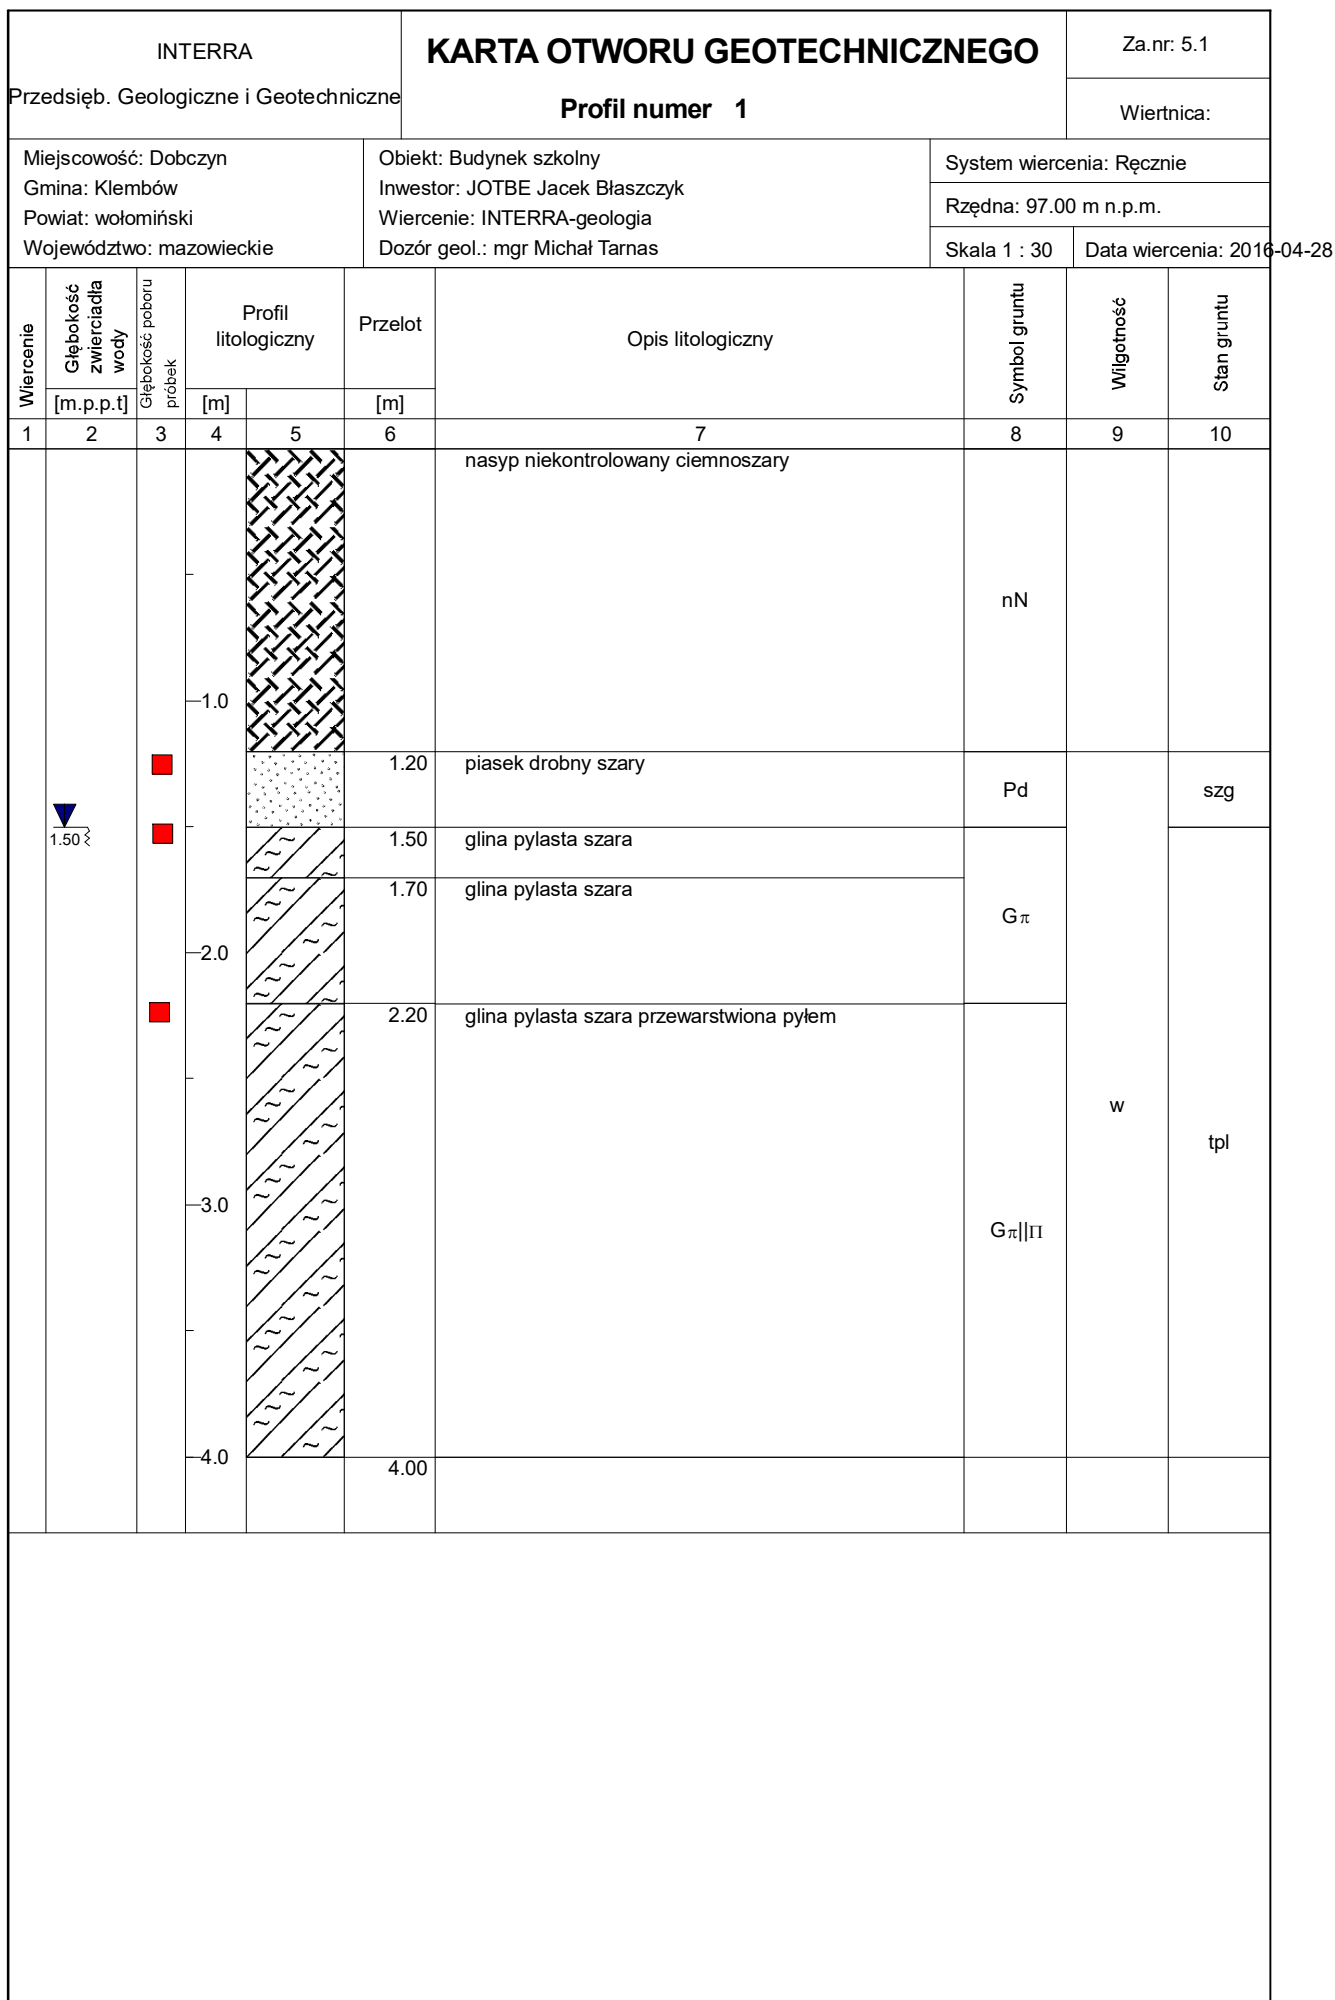 INTERRA
Przedsięb. Geologiczne i Geotechniczne
KARTA OTWORU GEOTECHNICZNEGO
Profil numer 1
Za.nr: 5.1
Wiertnica:
Miejscowość: Dobczyn
Gmina: Klembów
Powiat: wołomiński
Województwo: mazowieckie
Obiekt: Budynek szkolny
Inwestor: JOTBE Jacek Błaszczyk
Wiercenie: INTERRA-geologia
Dozór geol.: mgr Michał Tarnas
System wiercenia: Ręcznie
Rzędna: 97.00 m n.p.m.
Skala 1 : 30
Data wiercenia: 2016-04-28
Wiercenie
Głębokość
zwierciadła
wody
[m.p.p.t]
Głębokość poboru
próbek
Profil
litologiczny
[m]
Przelot
[m]
Opis litologiczny
Symbol gruntu
Wilgotność
Stan gruntu
1 2 3 4 5 6 7 8 9 10
nasyp niekontrolowany ciemnoszary
nN
1.0
1.20 piasek drobny szary
Pd szg
1.50
1.50 glina pylasta szara
1.70 glina pylasta szara
Gπ
2.0
2.20 glina pylasta szara przewarstwiona pyłem
w
tpl
3.0
Gπ||Π
4.0
4.00